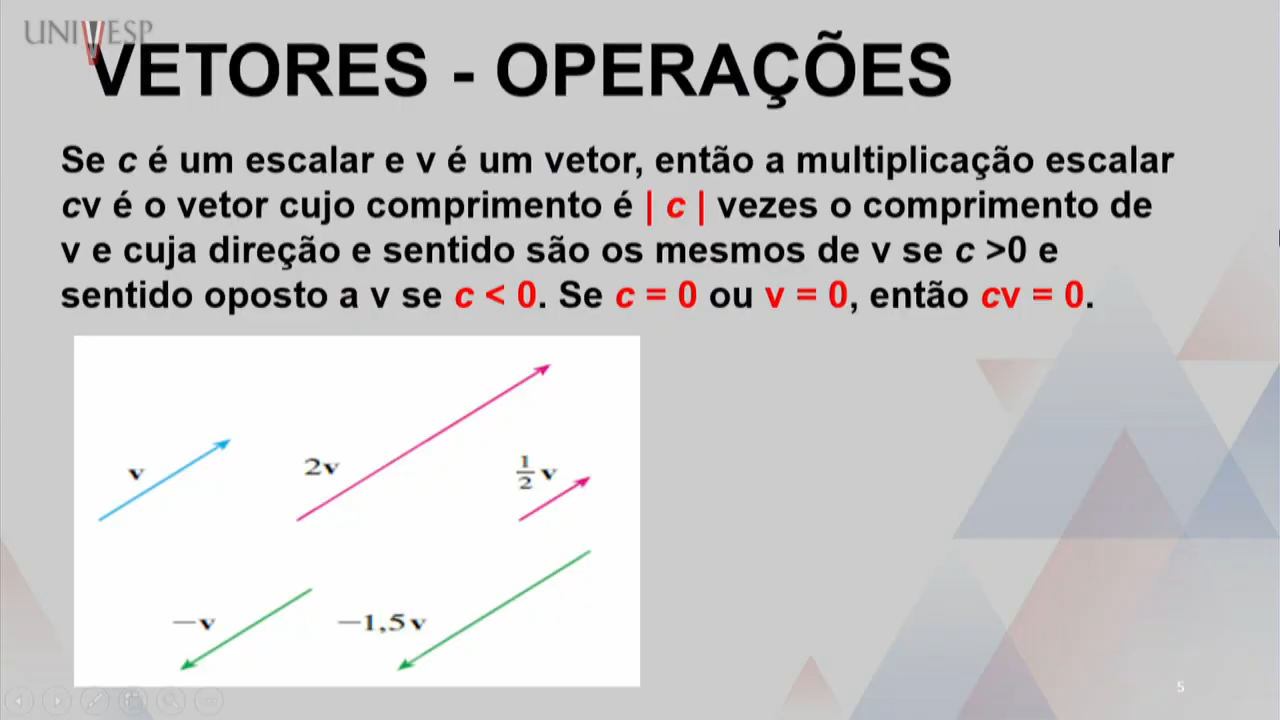 UNIVESP
VETORES - OPERAÇÕES
Se c é um escalar e v é um vetor, então a multiplicação escalar
cv é o vetor cujo comprimento é | c | vezes o comprimento de
v e cuja direção e sentido são os mesmos de v se c >0 e
sentido oposto a v se c < 0. Se c = 0 ou v = 0, então cv = 0.
v
2v
1/2 v
−v
−1,5v
5